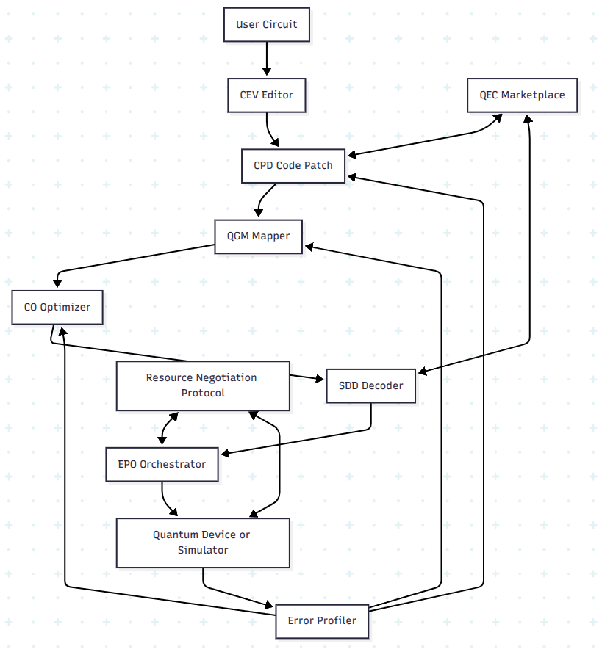 User Circuit
CEV Editor
QEC Marketplace
CPD Code Patch
QGM Mapper
CO Optimizer
Resource Negotiation
Protocol
SDD Decoder
EPO Orchestrator
Quantum Device or
Simulator
Error Profiler